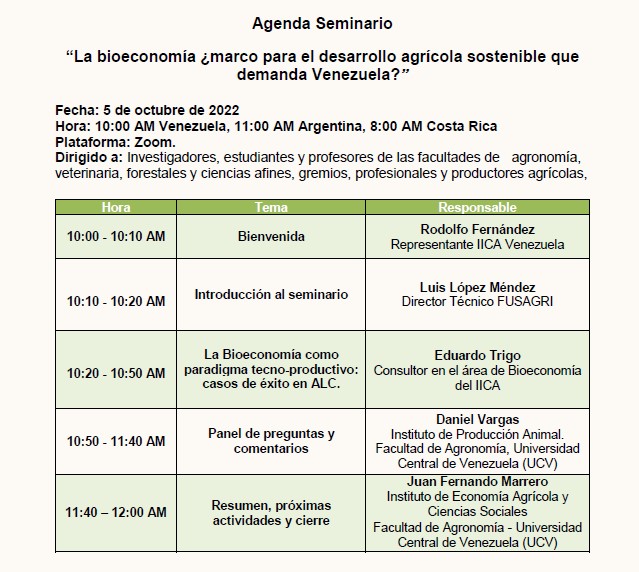 Agenda Seminario
“La bioeconomía ¿marco para el desarrollo agrícola sostenible que
demanda Venezuela?”
Fecha: 5 de octubre de 2022
Hora: 10:00 AM Venezuela, 11:00 AM Argentina, 8:00 AM Costa Rica
Plataforma: Zoom.
Dirigido a: Investigadores, estudiantes y profesores de las facultades de agronomía,
veterinaria, forestales y ciencias afines, gremios, profesionales y productores agrícolas,
Hora Tema Responsable
10:00 - 10:10 AM
Bienvenida
Rodolfo Fernández
Representante IICA Venezuela
10:10 - 10:20 AM
Introducción al seminario
Luis López Méndez
Director Técnico FUSAGRI
10:20 - 10:50 AM
La Bioeconomía como
paradigma tecno-productivo:
casos de éxito en ALC.
Eduardo Trigo
Consultor en el área de Bioeconomía
del IICA
10:50 - 11:40 AM
Panel de preguntas y
comentarios
Daniel Vargas
Instituto de Producción Animal.
Facultad de Agronomía, Universidad
Central de Venezuela (UCV)
11:40 – 12:00 AM
Resumen, próximas
actividades y cierre
Juan Fernando Marrero
Instituto de Economía Agrícola y
Ciencias Sociales
Facultad de Agronomía - Universidad
Central de Venezuela (UCV)